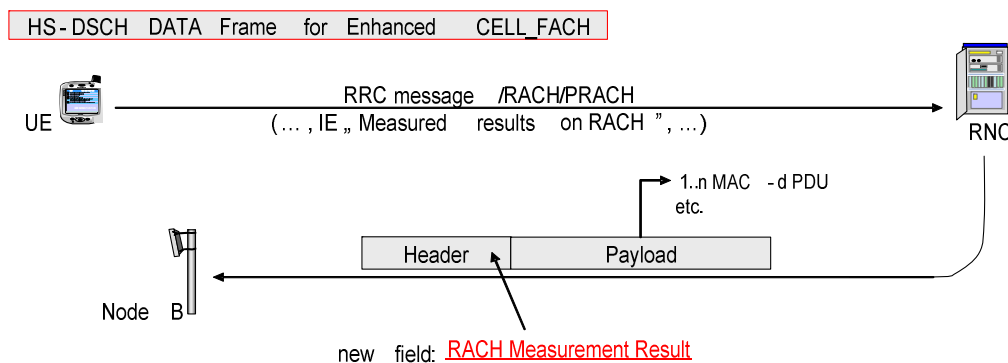 HS-DSCH DATA Frame for Enhanced CELL_FACH
RRC message /RACH/PRACH
UE
(... , IE „ Measured results on RACH ”, ...)
RNC
1..n MAC -d PDU
etc.
Header
Payload
Node B
new field: RACH Measurement Result